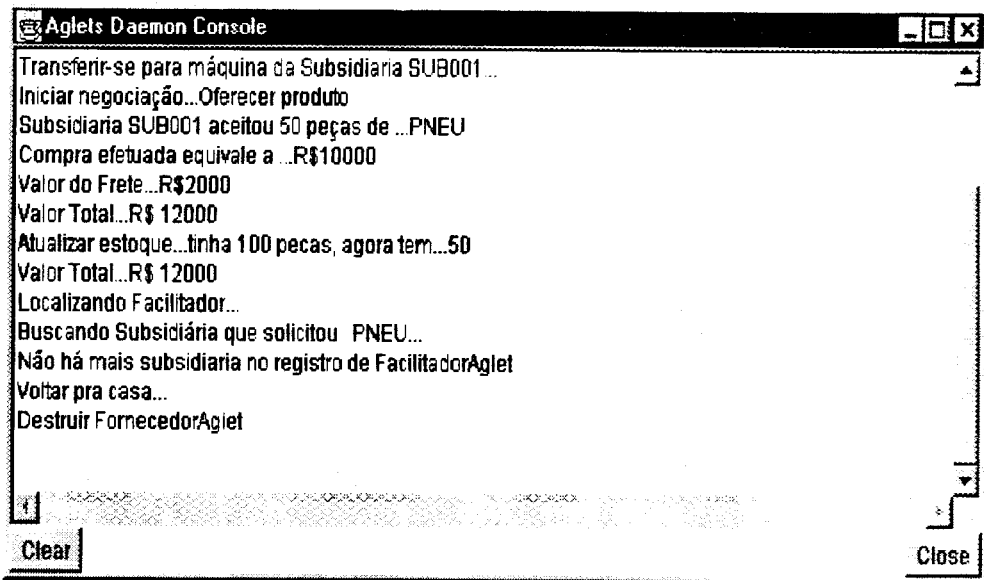 Aglets Daemon Console
Transferir-se para máquina da Subsidiaria SUB001...
Iniciar negociação...Oferecer produto
Subsidiaria SUB001 aceitou 50 peças de ...PNEU
Compra efetuada equivale a ...R$10000
Valor do Frete...R$2000
Valor Total...R$ 12000
Atualizar estoque...tinha 100 pecas, agora tem...50
Valor Total...R$ 12000
Localizando Facilitador...
Buscando Subsidiária que solicitou PNEU...
Não há mais subsidiaria no registro de FacilitadorAglet
Voltar pra casa...
Destruir FornecedorAglet
Clear
Close